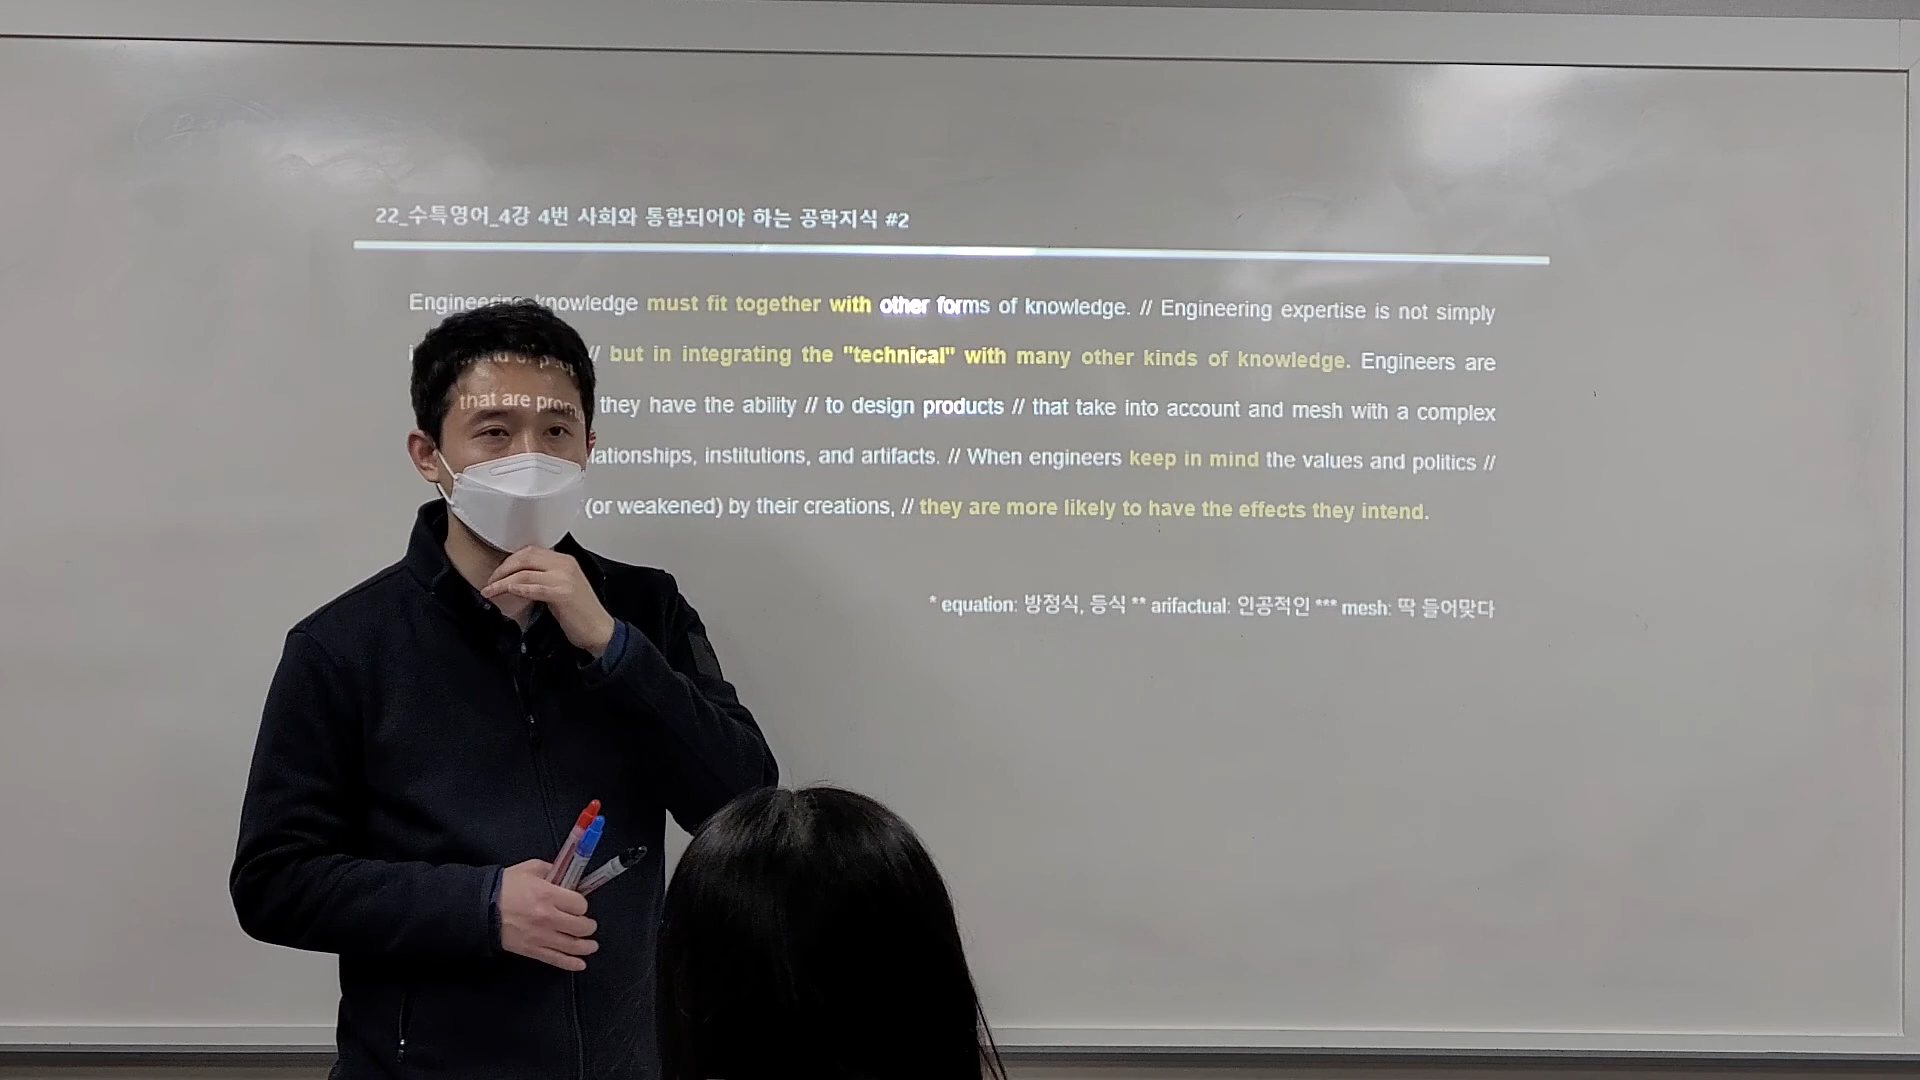 22_수특영어_4강 4번 사회와 통합되어야 하는 공학지식 #2
Engineering knowledge must fit together with other forms of knowledge. // Engineering expertise is not simply
// but in integrating the "technical" with many other kinds of knowledge. Engineers are
that are they have the ability // to design products // that take into account and mesh with a complex
lationships, institutions, and artifacts. // When engineers keep in mind the values and politics //
(or weakened) by their creations, // they are more likely to have the effects they intend.
* equation: 방정식, 등식 ** arifactual: 인공적인 *** mesh: 딱 들어맞다